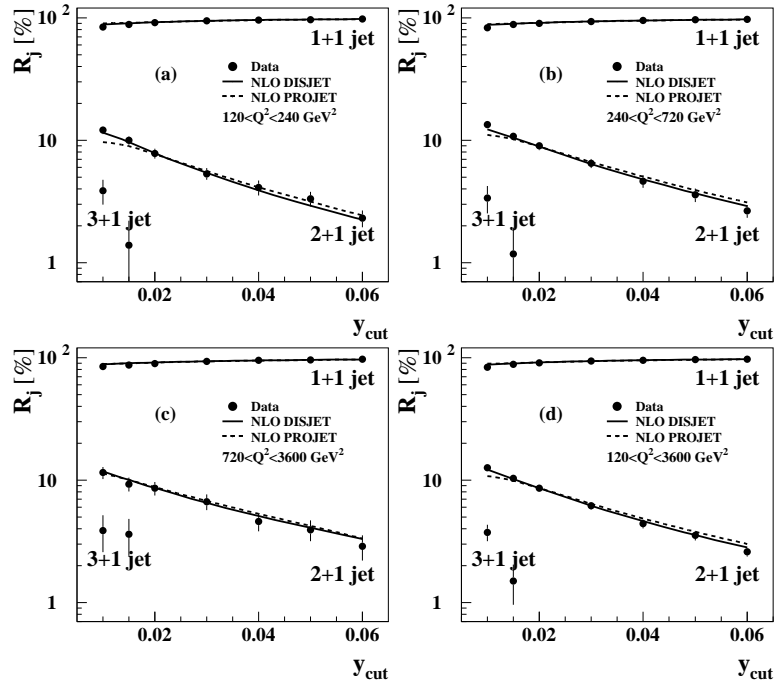 R_j [%]
10^2
10
1
1+1 jet
(a)
Data
NLO DISJET
NLO PROJET
120<Q^2<240 GeV^2
3+1 jet
2+1 jet
0.02 0.04 0.06
y_cut
R_j [%]
10^2
10
1
1+1 jet
(b)
Data
NLO DISJET
NLO PROJET
240<Q^2<720 GeV^2
3+1 jet
2+1 jet
0.02 0.04 0.06
y_cut
R_j [%]
10^2
10
1
1+1 jet
(c)
Data
NLO DISJET
NLO PROJET
720<Q^2<3600 GeV^2
3+1 jet
2+1 jet
0.02 0.04 0.06
y_cut
R_j [%]
10^2
10
1
1+1 jet
(d)
Data
NLO DISJET
NLO PROJET
120<Q^2<3600 GeV^2
3+1 jet
2+1 jet
0.02 0.04 0.06
y_cut